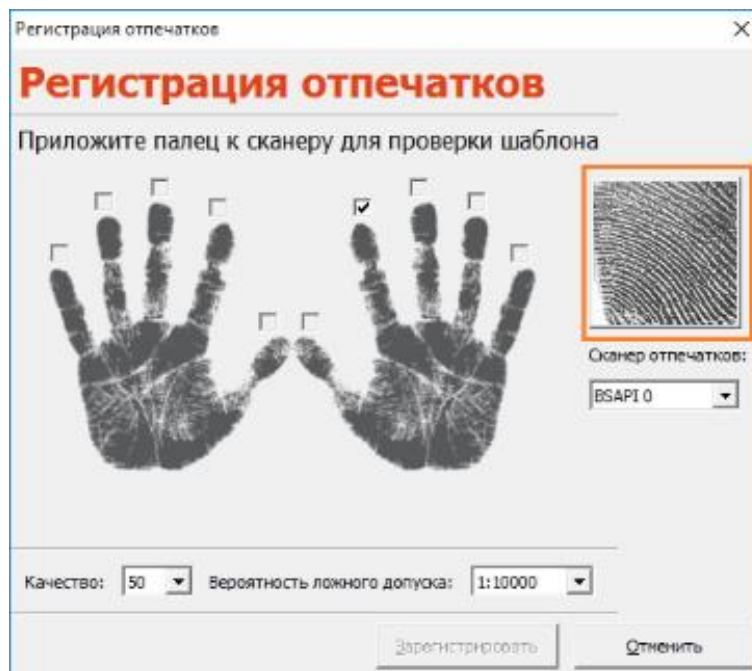 Регистрация отпечатков
Регистрация отпечатков
Приложите палец к сканеру для проверки шаблона
Сканер отпечатков:
BSAPI 0
Качество: 50 Вероятность ложного допуска: 1:10000
Зарегистрировать Отменить